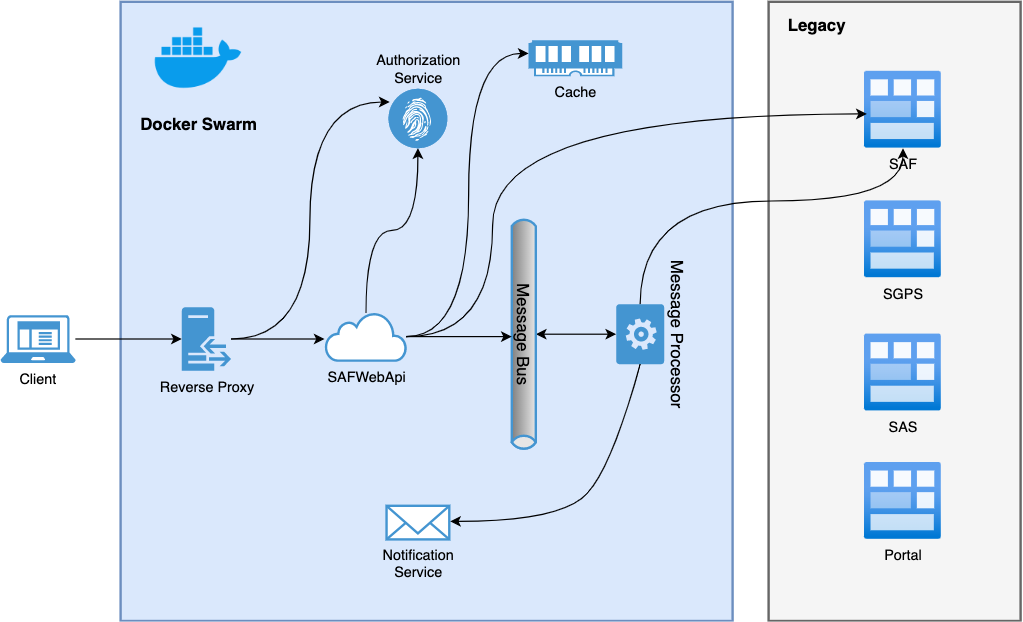 Legacy
Authorization
Service
Cache
Docker Swarm
SAF
SGPS
Message Bus
Message Processor
Client
Reverse Proxy
SAFWebApi
SAS
Notification
Service
Portal